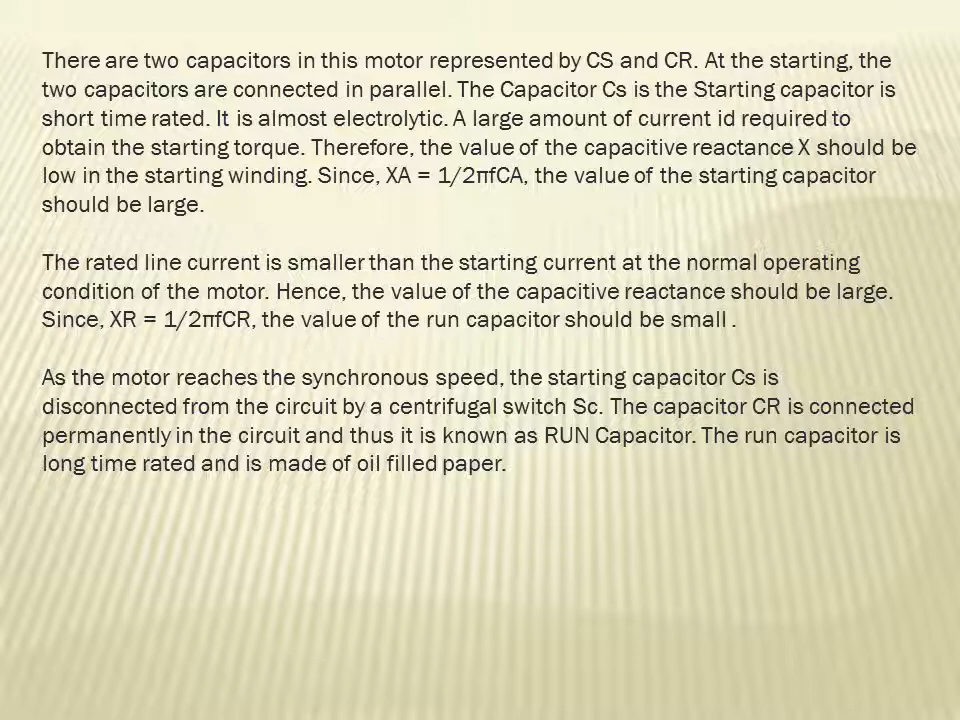 There are two capacitors in this motor represented by CS and CR. At the starting, the
two capacitors are connected in parallel. The Capacitor Cs is the Starting capacitor is
short time rated. It is almost electrolytic. A large amount of current id required to
obtain the starting torque. Therefore, the value of the capacitive reactance X should be
low in the starting winding. Since, XA = 1/2πfCA, the value of the starting capacitor
should be large.
The rated line current is smaller than the starting current at the normal operating
condition of the motor. Hence, the value of the capacitive reactance should be large.
Since, XR = 1/2πfCR, the value of the run capacitor should be small .
As the motor reaches the synchronous speed, the starting capacitor Cs is
disconnected from the circuit by a centrifugal switch Sc. The capacitor CR is connected
permanently in the circuit and thus it is known as RUN Capacitor. The run capacitor is
long time rated and is made of oil filled paper.